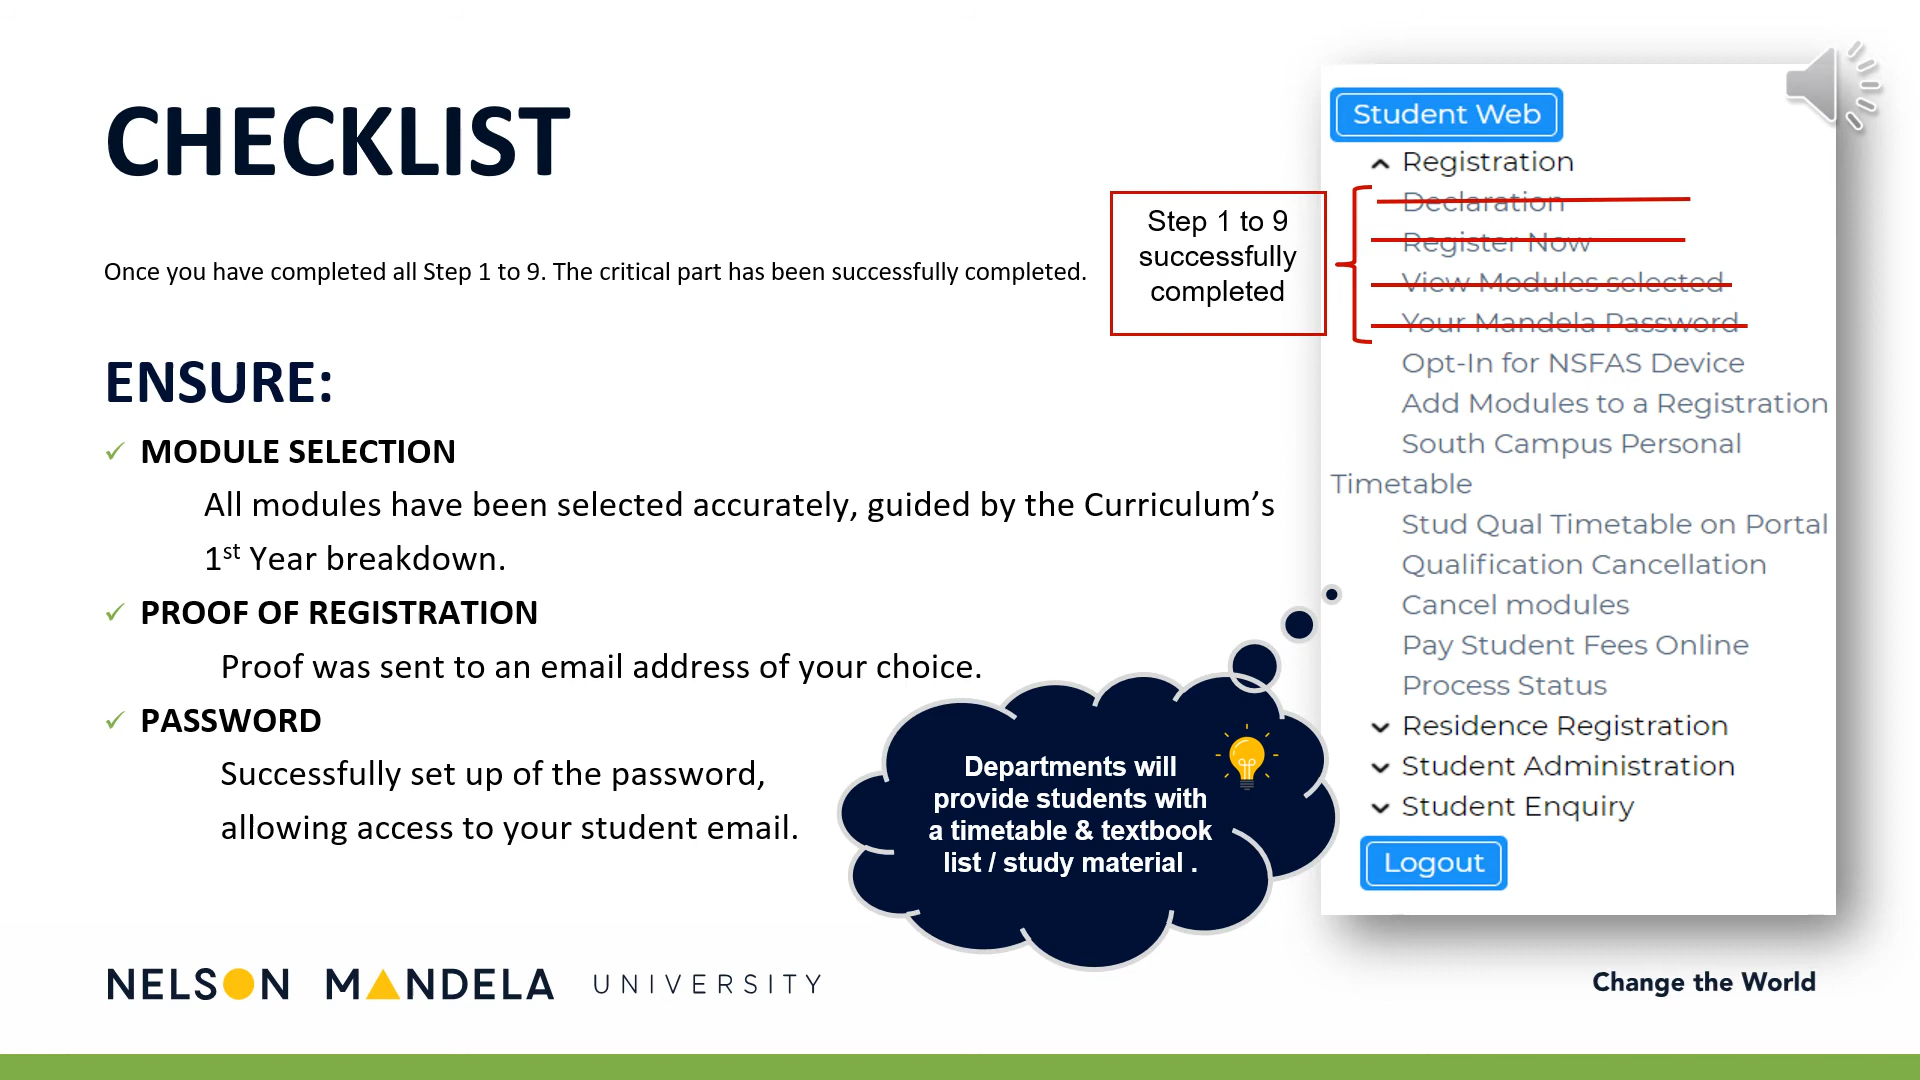 CHECKLIST
Once you have completed all Step 1 to 9. The critical part has been successfully completed.
ENSURE:
✓ MODULE SELECTION
All modules have been selected accurately, guided by the Curriculum’s
1st Year breakdown.
✓ PROOF OF REGISTRATION
Proof was sent to an email address of your choice.
✓ PASSWORD
Successfully set up of the password,
allowing access to your student email.
Step 1 to 9
successfully
completed
Student Web
Registration
Declaration
Register Now
View Modules selected
Your Mandela Password
Opt-In for NSFAS Device
Add Modules to a Registration
South Campus Personal
Timetable
Stud Qual Timetable on Portal
Qualification Cancellation
Cancel modules
Pay Student Fees Online
Process Status
Residence Registration
Student Administration
Student Enquiry
Logout
Departments will
provide students with
a timetable & textbook
list / study material .
NELSON MANDELA UNIVERSITY
Change the World